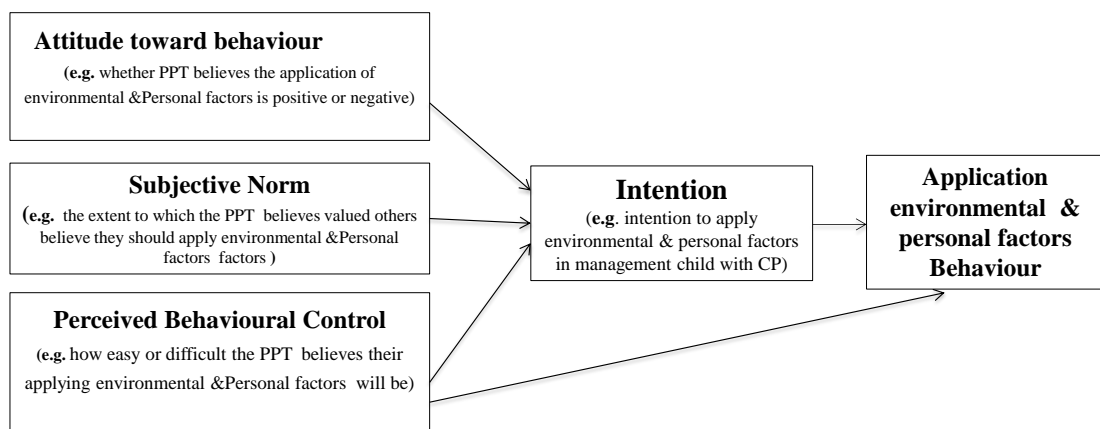 Attitude toward behaviour
(e.g. whether PPT believes the application of
environmental &Personal factors is positive or negative)
Subjective Norm
(e.g. the extent to which the PPT believes valued others
believe they should apply environmental &Personal
factors factors )
Perceived Behavioural Control
(e.g. how easy or difficult the PPT believes their
applying environmental &Personal factors will be)
Intention
(e.g. intention to apply
environmental & personal factors
in management child with CP)
Application
environmental &
personal factors
Behaviour